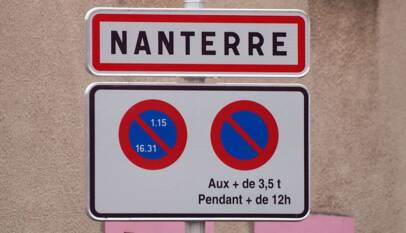 NANTERRE
1.15
16.31
Aux + de 3,5 t
Pendant + de 12h